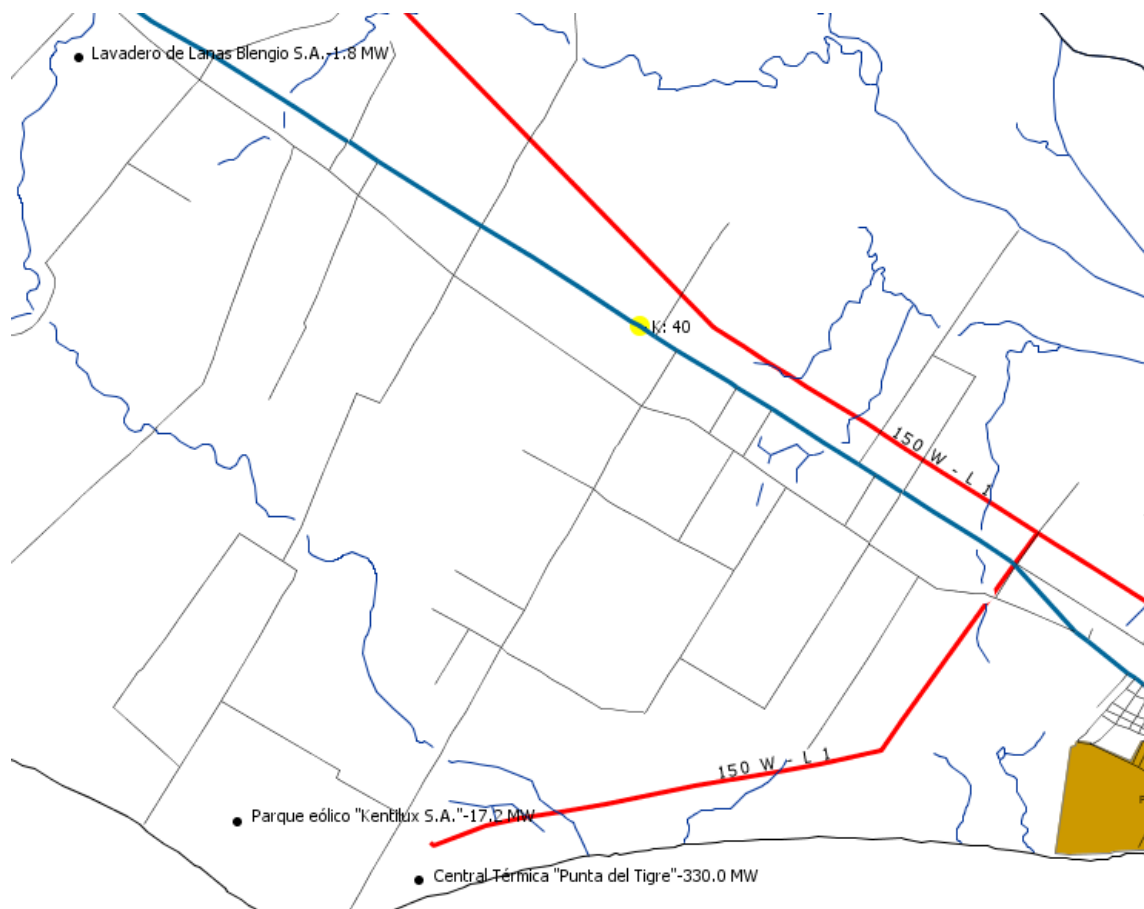 Lavadero de Lanas Blengio S.A.-1.8 MW
K: 40
150 W - L 1
150 W - L 1
Parque eólico "Kentilux S.A."-17.2 MW
Central Térmica "Punta del Tigre"-330.0 MW